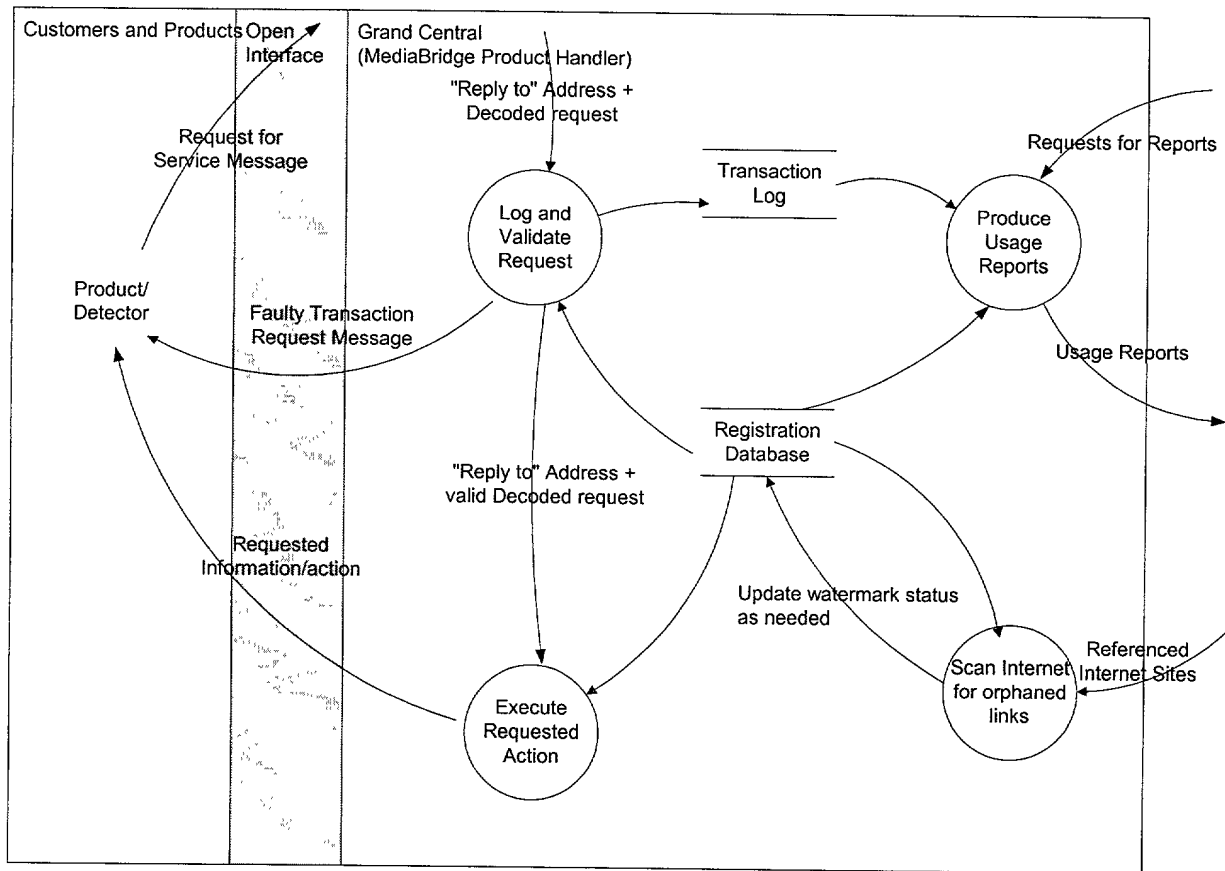 Customers and Products
Open
Interface
Grand Central
(MediaBridge Product Handler)
"Reply to" Address +
Decoded request
Request for
Service Message
Requests for Reports
Transaction
Log
Log and
Validate
Request
Produce
Usage
Reports
Product/
Detector
Faulty Transaction
Request Message
Usage Reports
Registration
Database
"Reply to" Address +
valid Decoded request
Requested
Information/action
Update watermark status
as needed
Referenced
Internet Sites
Scan Internet
for orphaned
links
Execute
Requested
Action